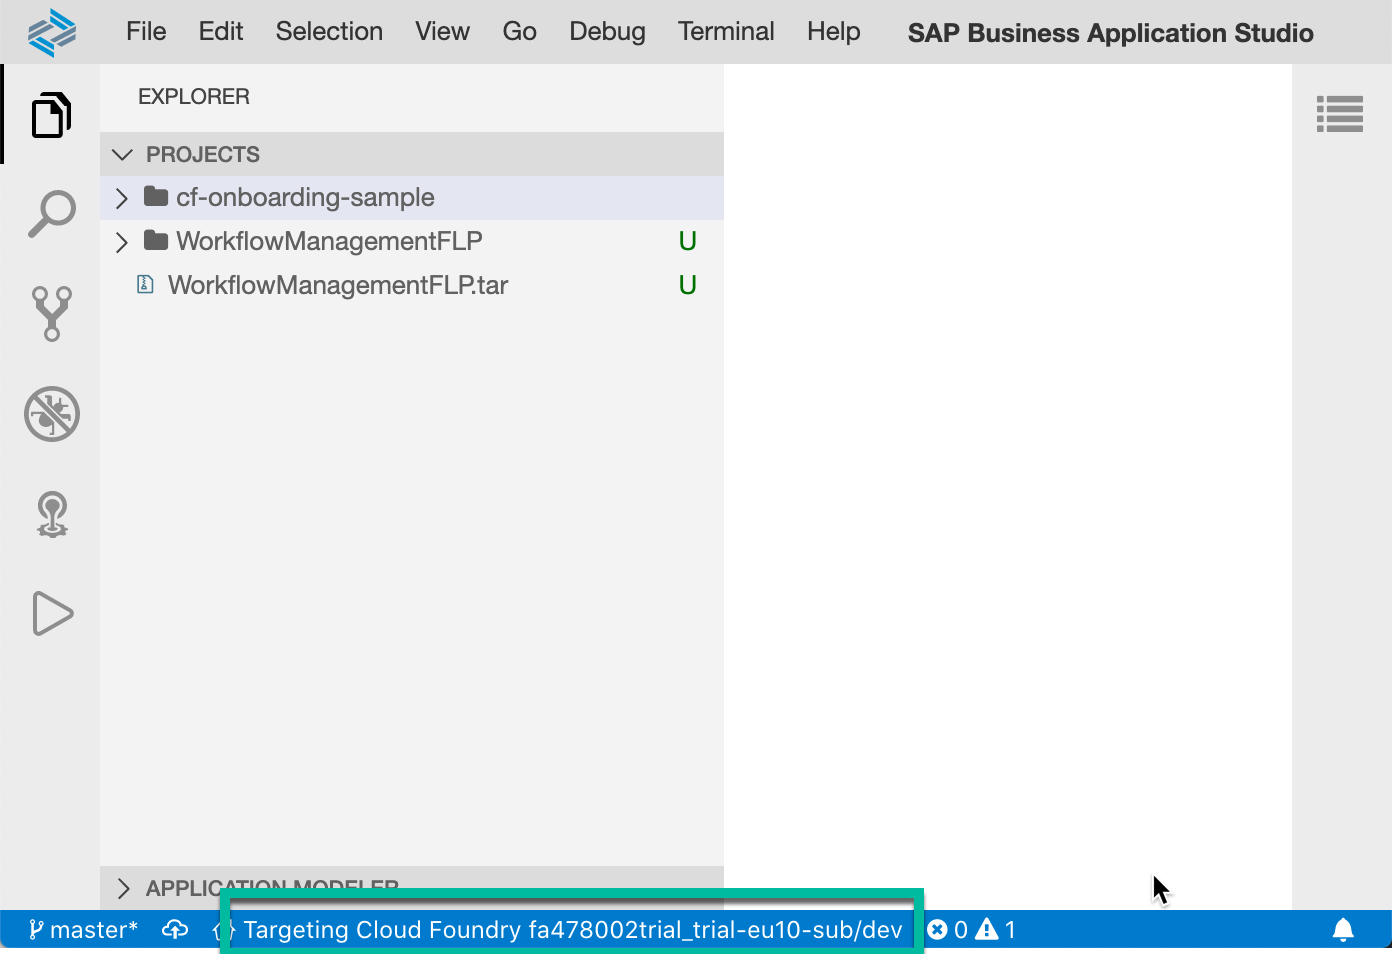 File Edit Selection View Go Debug Terminal Help SAP Business Application Studio
EXPLORER
PROJECTS
cf-onboarding-sample
WorkflowManagementFLP U
WorkflowManagementFLP.tar U
APPLICATION MODELER
master* Targeting Cloud Foundry fa478002trial_trial-eu10-sub/dev 0 1